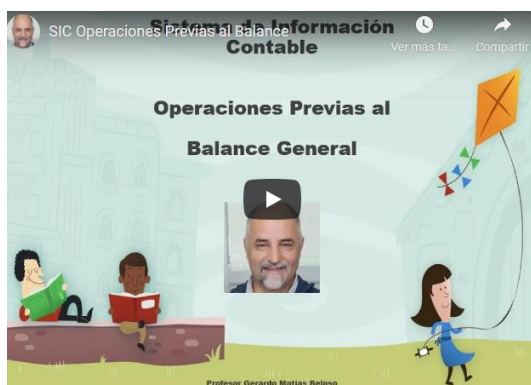 SIC Operaciones Previas al Balance
Sistema de Información
Contable
Ver más ta...
Compartir
Operaciones Previas al
Balance General
Profesor Gerardo Matías Beloso